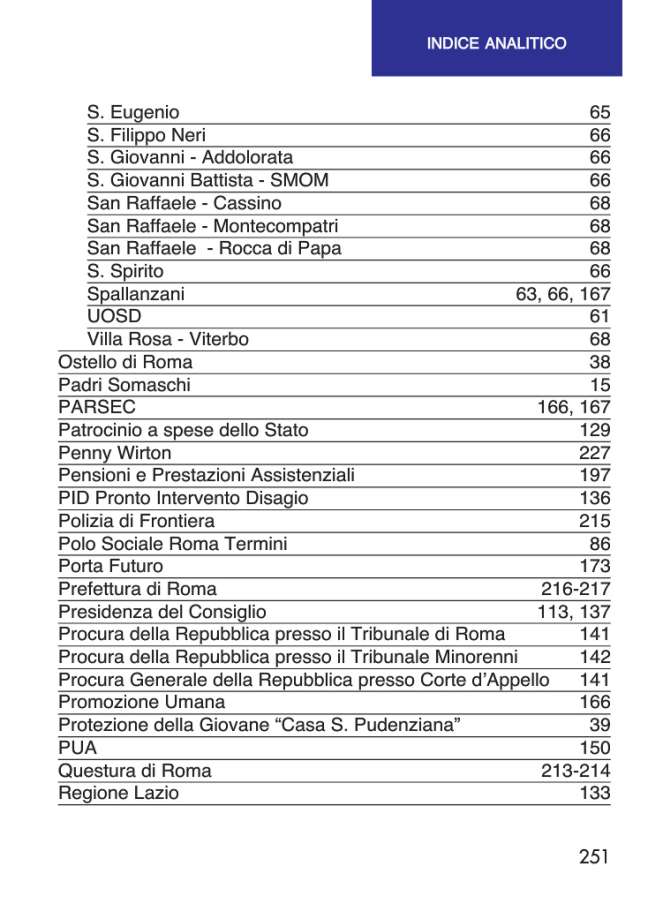 INDICE ANALITICO
S. Eugenio 65
S. Filippo Neri 66
S. Giovanni - Addolorata 66
S. Giovanni Battista - SMOM 66
San Raffaele - Cassino 68
San Raffaele - Montecompatri 68
San Raffaele - Rocca di Papa 68
S. Spirito 66
Spallanzani 63, 66, 167
UOSD 61
Villa Rosa - Viterbo 68
Ostello di Roma 38
Padri Somaschi 15
PARSEC 166, 167
Patrocinio a spese dello Stato 129
Penny Wirton 227
Pensioni e Prestazioni Assistenziali 197
PID Pronto Intervento Disagio 136
Polizia di Frontiera 215
Polo Sociale Roma Termini 86
Porta Futuro 173
Prefettura di Roma 216-217
Presidenza del Consiglio 113, 137
Procura della Repubblica presso il Tribunale di Roma 141
Procura della Repubblica presso il Tribunale Minorenni 142
Procura Generale della Repubblica presso Corte d’Appello 141
Promozione Umana 166
Protezione della Giovane “Casa S. Pudenziana” 39
PUA 150
Questura di Roma 213-214
Regione Lazio 133
251